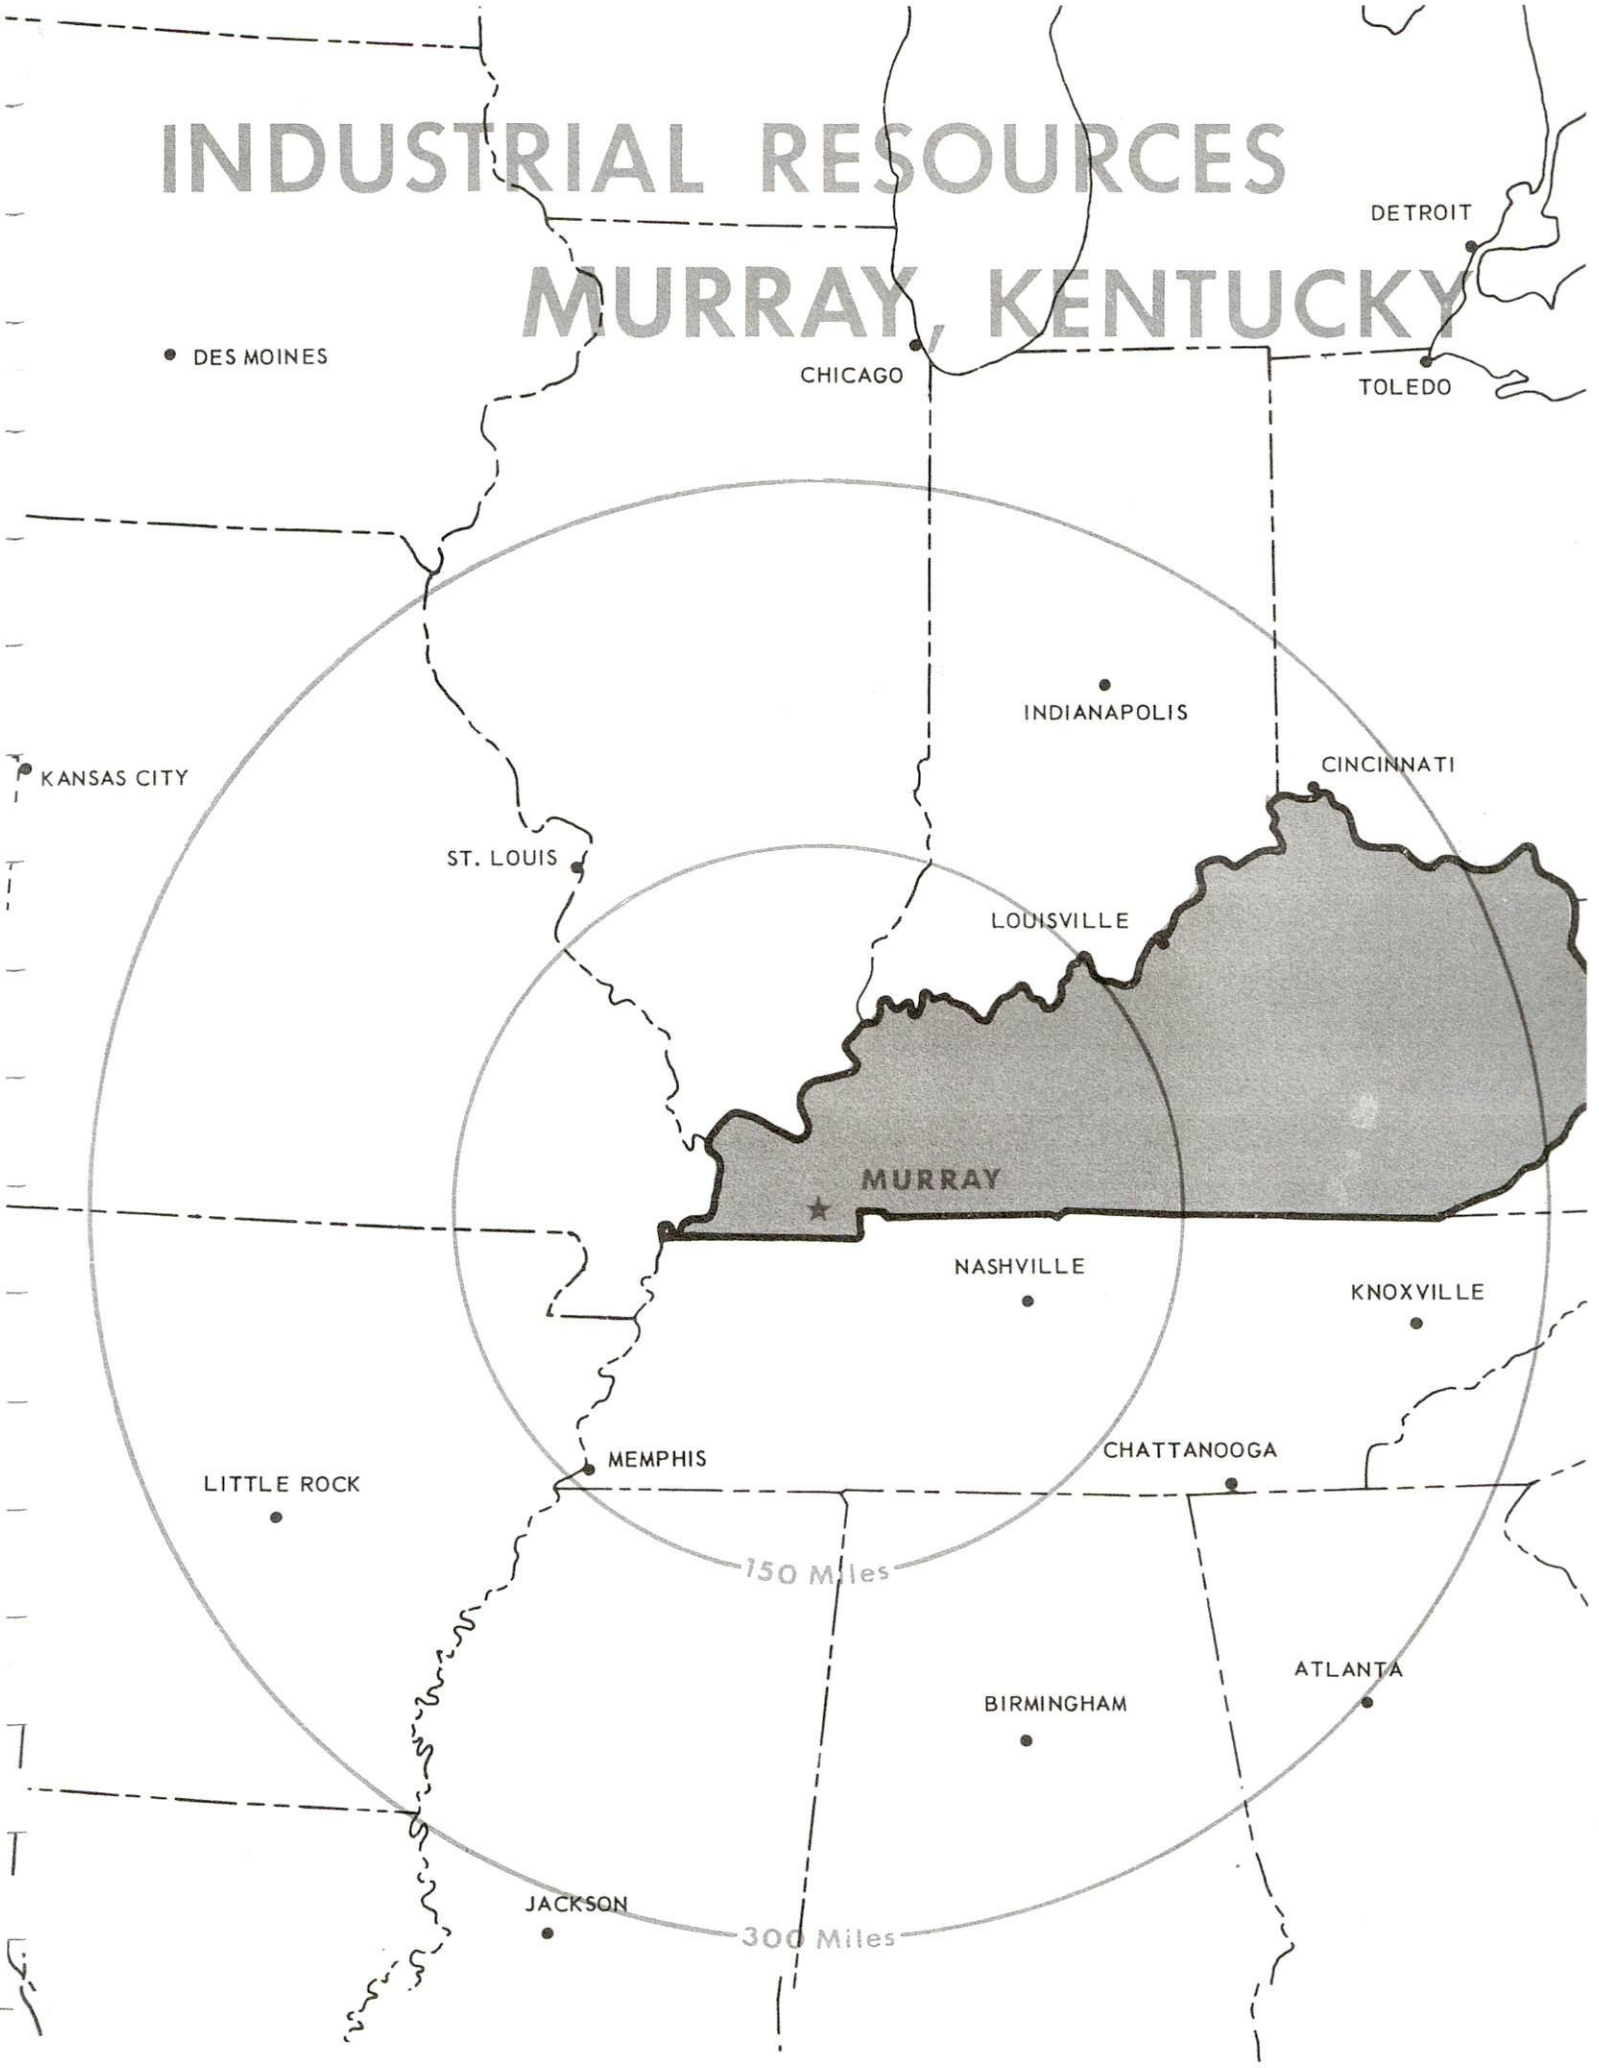 INDUSTRIAL RESOURCES
DETROIT
MURRAY, KENTUCKY
DES MOINES
CHICAGO
TOLEDO
INDIANAPOLIS
CINCINNATI
KANSAS CITY
ST. LOUIS
LOUISVILLE
MURRAY
NASHVILLE
KNOXVILLE
CHATTANOOGA
MEMPHIS
LITTLE ROCK
150 Miles
ATLANTA
BIRMINGHAM
JACKSON
300 Miles